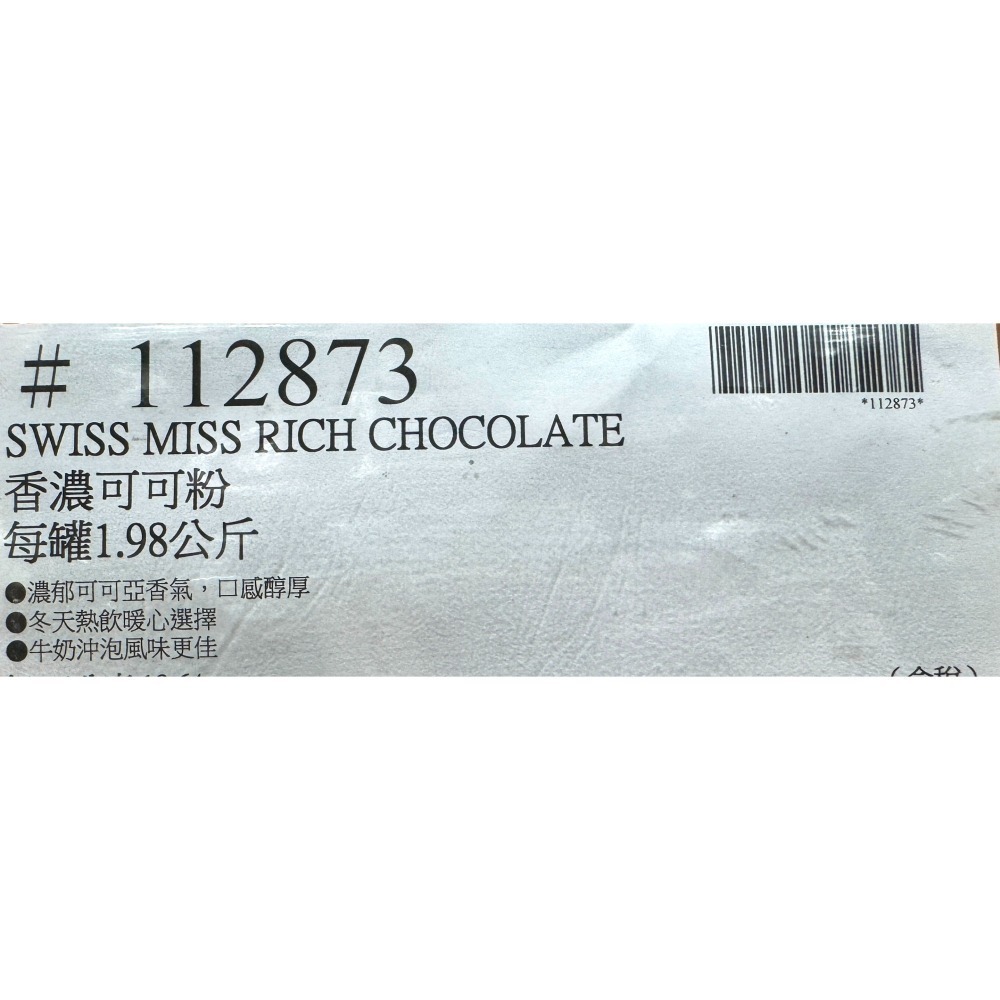 # 112873
*112873*
SWISS MISS RICH CHOCOLATE
香濃可可粉
每罐1.98公斤
●濃郁可可亞香氣，口感醇厚
●冬天熱飲暖心選擇
●牛奶沖泡風味更佳